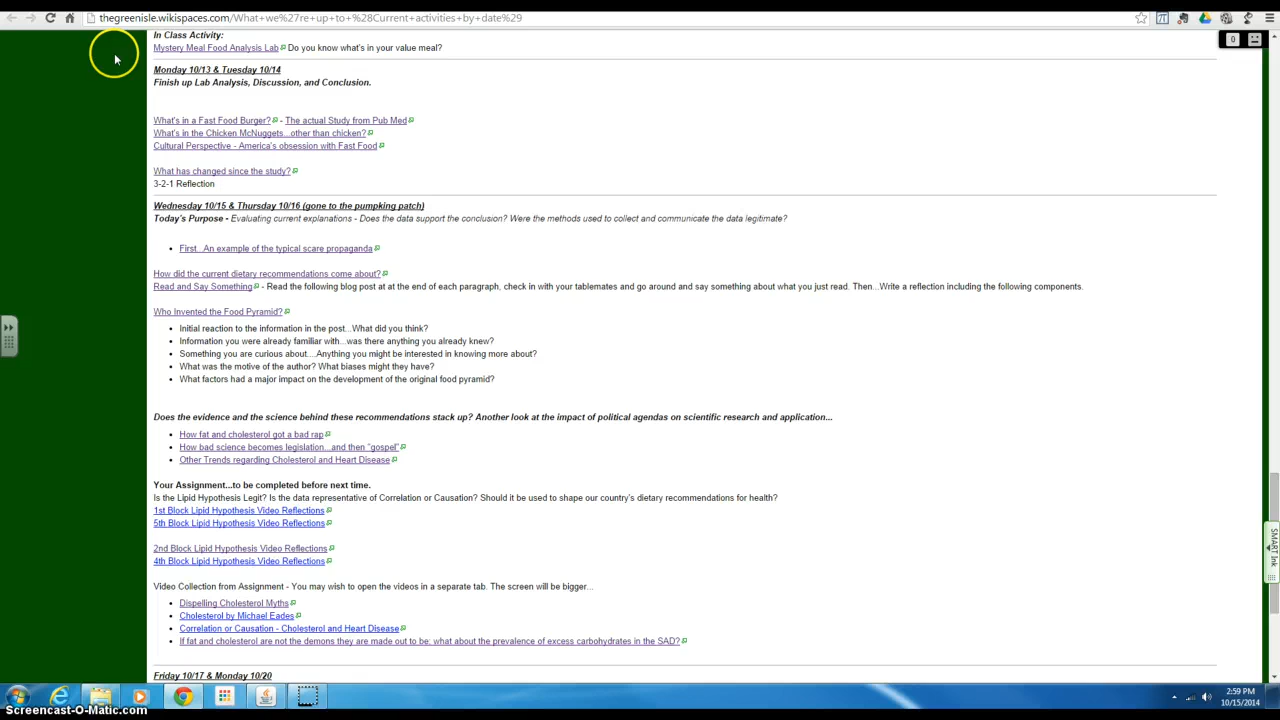 thegreenisle.wikispaces.com/What+we%27re+up+to+%28Current+activities+by+date%29
In Class Activity:
Mystery Meal Food Analysis Lab Do you know what's in your value meal?
0
Monday 10/13 & Tuesday 10/14
Finish up Lab Analysis, Discussion, and Conclusion.
What's in a Fast Food Burger? - The actual Study from Pub Med
What's in the Chicken McNuggets...other than chicken?
Cultural Perspective - America's obsession with Fast Food
What has changed since the study?
3-2-1 Reflection
Wednesday 10/15 & Thursday 10/16 (gone to the pumpking patch)
Today's Purpose - Evaluating current explanations - Does the data support the conclusion? Were the methods used to collect and communicate the data legitimate?
• First...An example of the typical scare propaganda
How did the current dietary recommendations come about?
Read and Say Something - Read the following blog post at at the end of each paragraph, check in with your tablemates and go around and say something about what you just read. Then...Write a reflection including the following components.
Who Invented the Food Pyramid?
• Initial reaction to the information in the post...What did you think?
• Information you were already familiar with...was there anything you already knew?
• Something you are curious about....Anything you might be interested in knowing more about?
• What was the motive of the author? What biases might they have?
• What factors had a major impact on the development of the original food pyramid?
Does the evidence and the science behind these recommendations stack up? Another look at the impact of political agendas on scientific research and application...
• How fat and cholesterol got a bad rap
• How bad science becomes legislation...and then "gospel"
• Other Trends regarding Cholesterol and Heart Disease
Your Assignment...to be completed before next time.
Is the Lipid Hypothesis Legit? Is the data representative of Correlation or Causation? Should it be used to shape our country's dietary recommendations for health?
1st Block Lipid Hypothesis Video Reflections
5th Block Lipid Hypothesis Video Reflections
2nd Block Lipid Hypothesis Video Reflections
4th Block Lipid Hypothesis Video Reflections
SMART Ink
Video Collection from Assignment - You may wish to open the videos in a separate tab. The screen will be bigger...
• Dispelling Cholesterol Myths
• Cholesterol by Michael Eades
• Correlation or Causation - Cholesterol and Heart Disease
• If fat and cholesterol are not the demons they are made out to be; what about the prevalence of excess carbohydrates in the SAD?
Friday 10/17 & Monday 10/20
2:59 PM
10/15/2014
Screencast-O-Matic.com